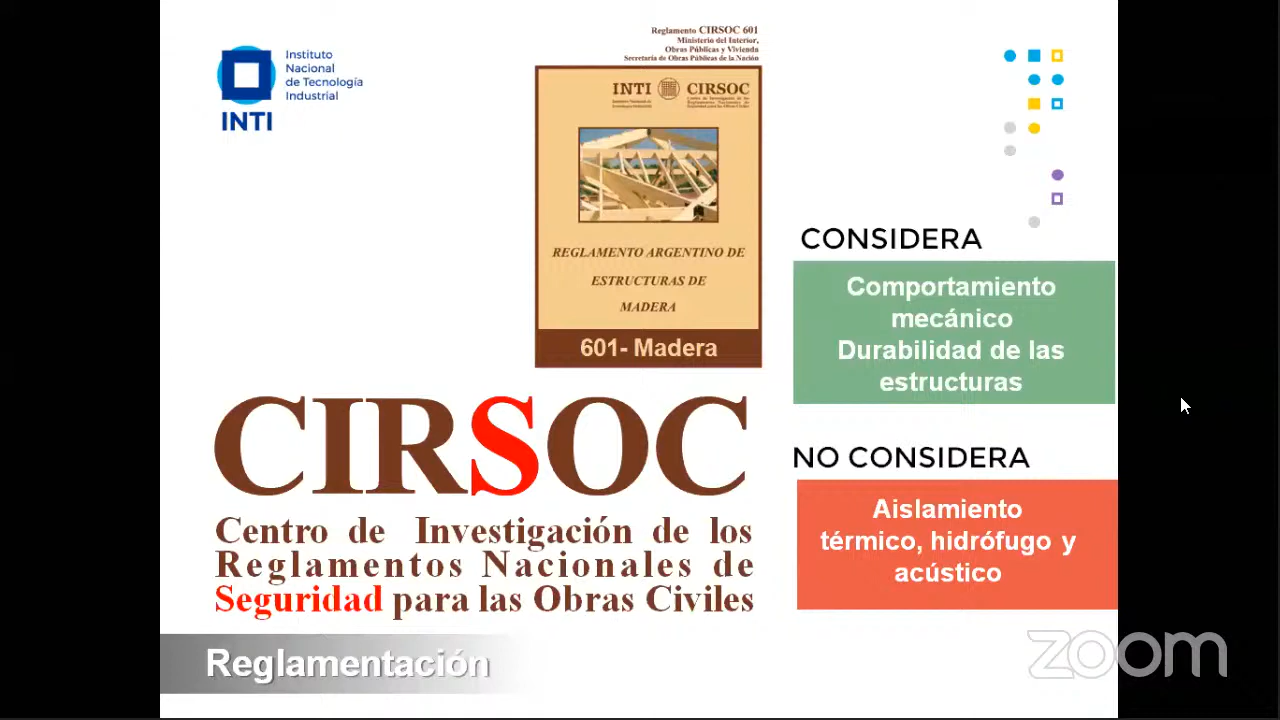 Instituto
Nacional
de Tecnología
Industrial
INTI
Reglamento CIRSOC 601
Ministerio del Interior,
Obras Públicas y Vivienda
Secretaría de Obras Públicas de la Nación
INTI CIRSOC
REGLAMENTO ARGENTINO DE
ESTRUCTURAS DE
MADERA
601- Madera
CONSIDERA
Comportamiento
mecánico
Durabilidad de las
estructuras
NO CONSIDERA
Aislamiento
térmico, hidrófugo y
acústico
CIRSOC
Centro de Investigación de los
Reglamentos Nacionales de
Seguridad para las Obras Civiles
Reglamentación
zoom